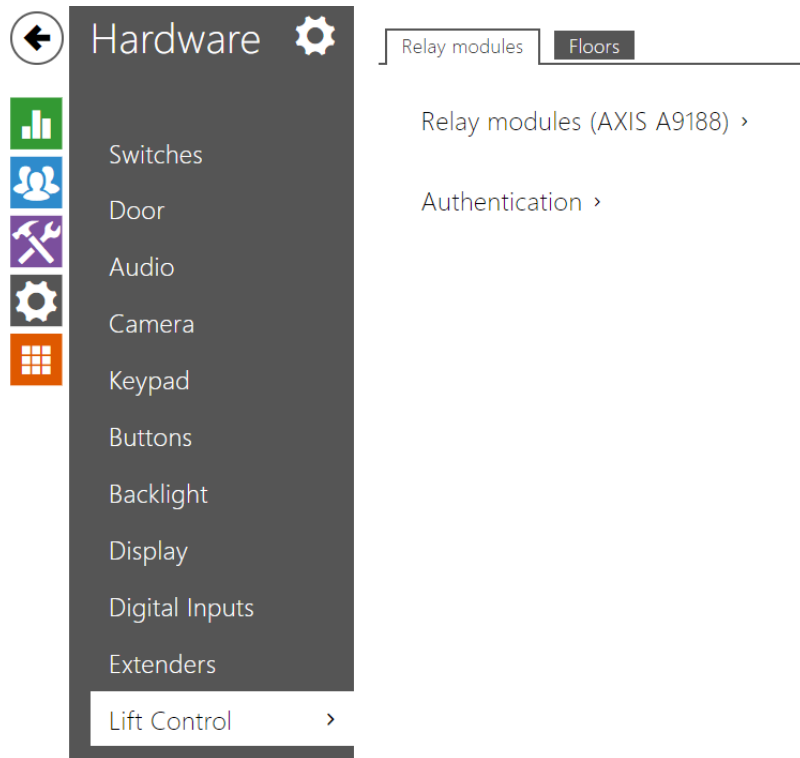 Hardware
Switches
Door
Audio
Camera
Keypad
Buttons
Backlight
Display
Digital Inputs
Extenders
Lift Control
Relay modules
Floors
Relay modules (AXIS A9188)
Authentication